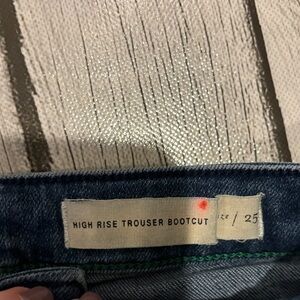 HIGH RISE TROUSER BOOTCUT
/ 25